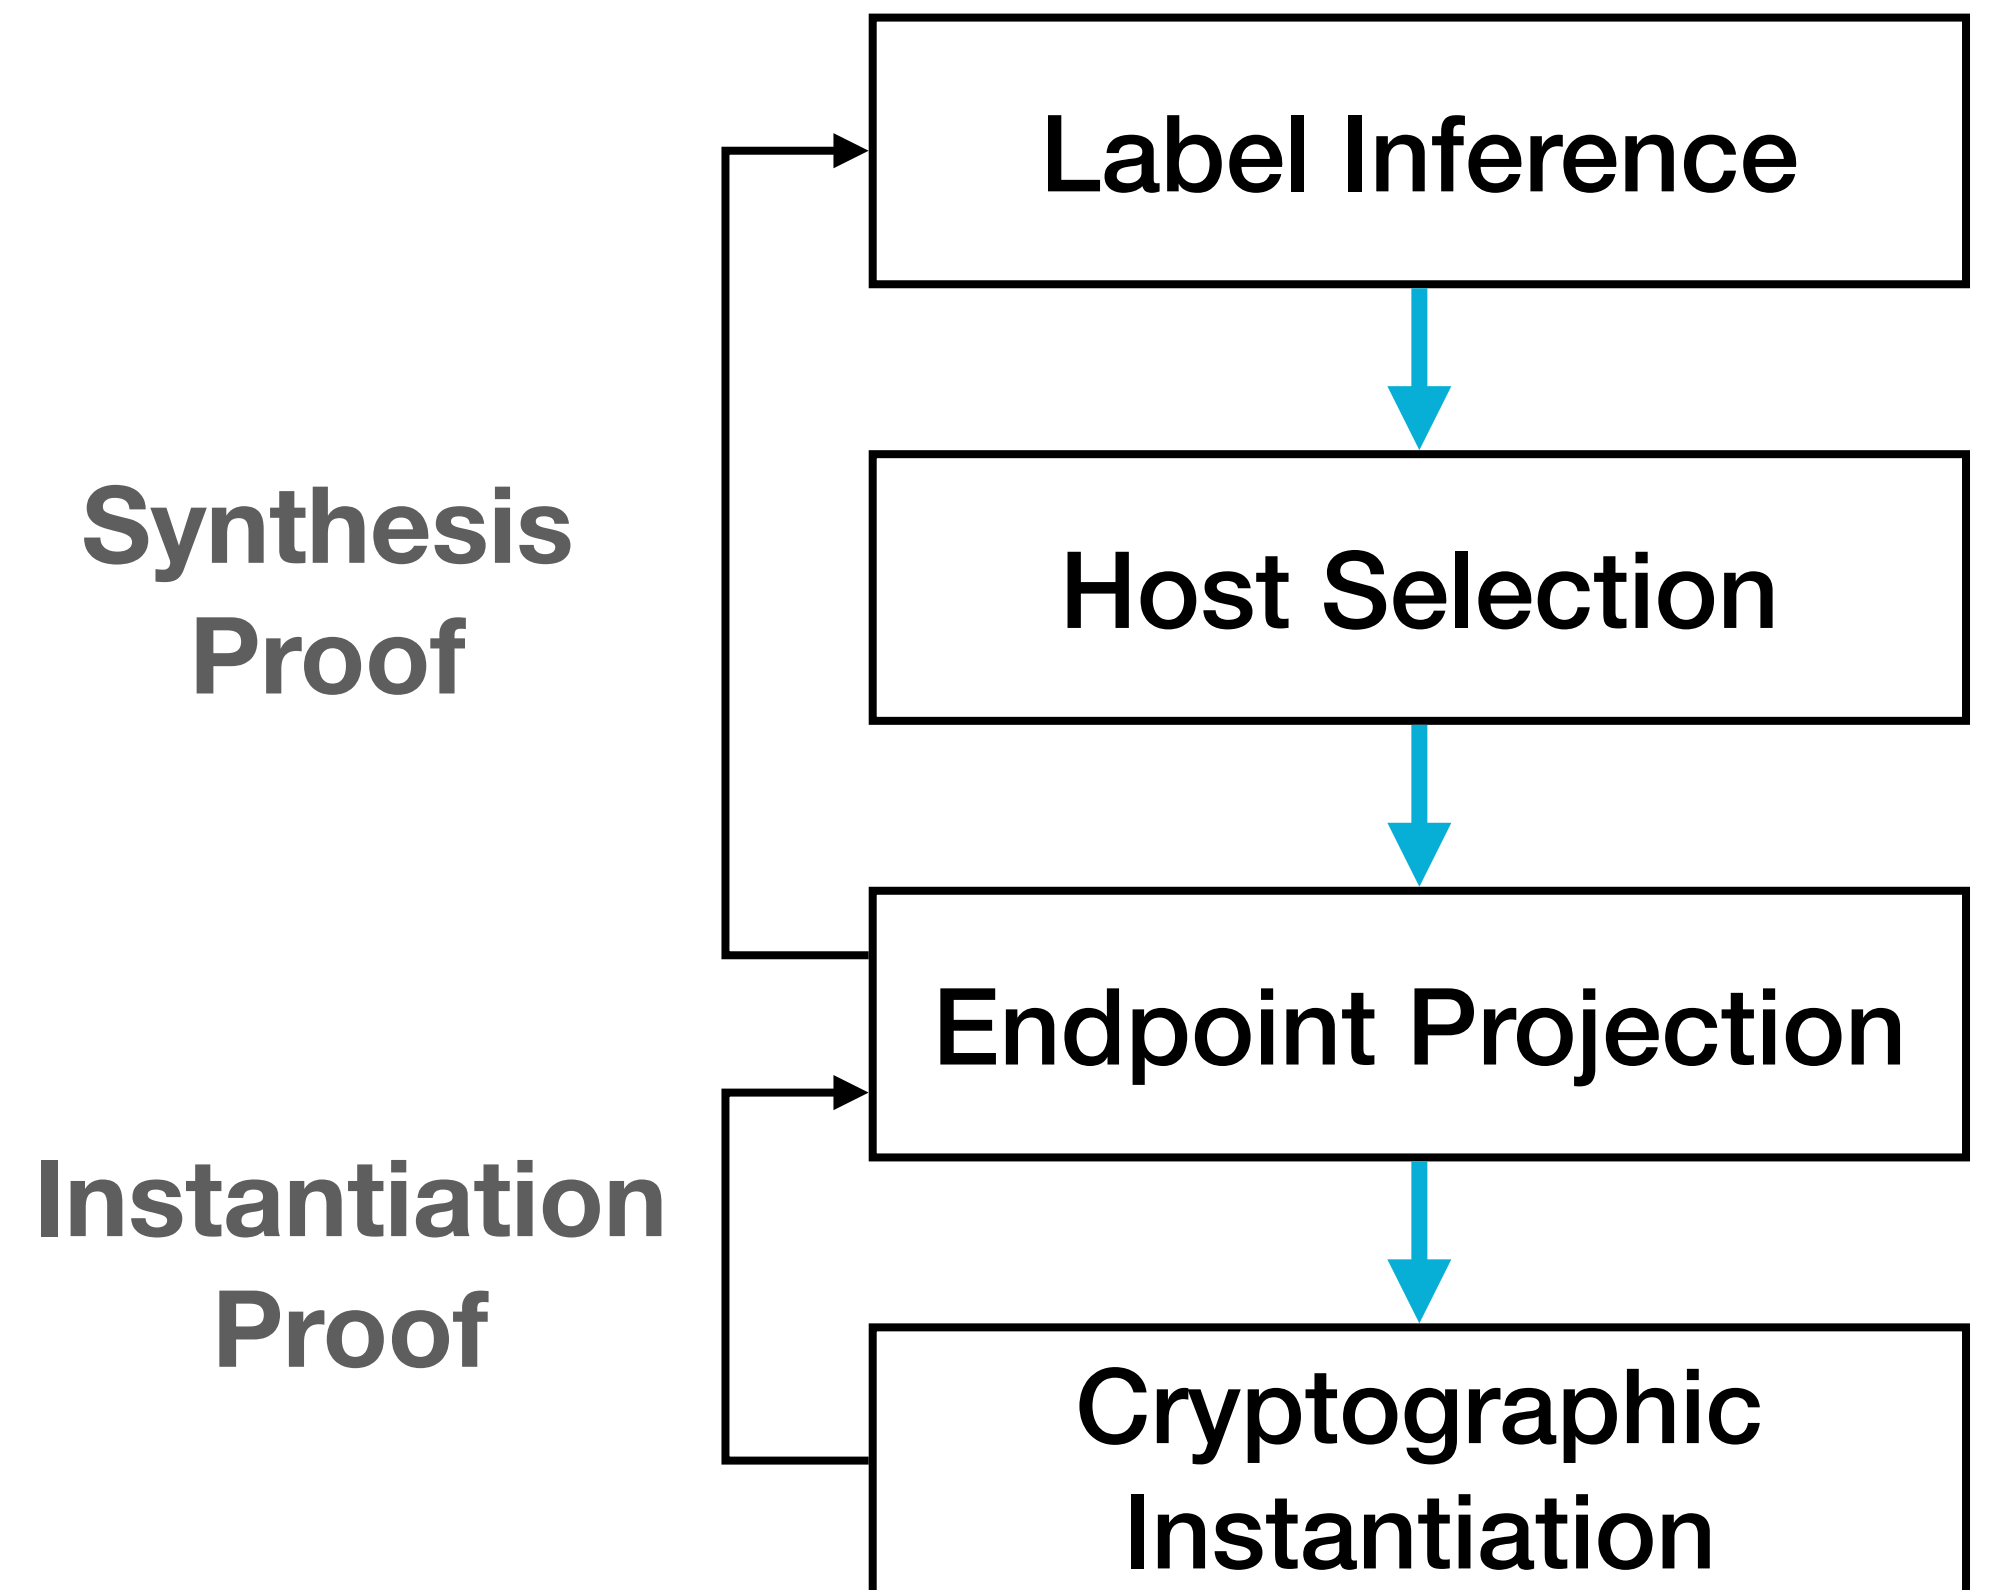 Label Inference
Host Selection
Synthesis
Proof
Endpoint Projection
Instantiation
Proof
Cryptographic
Instantiation